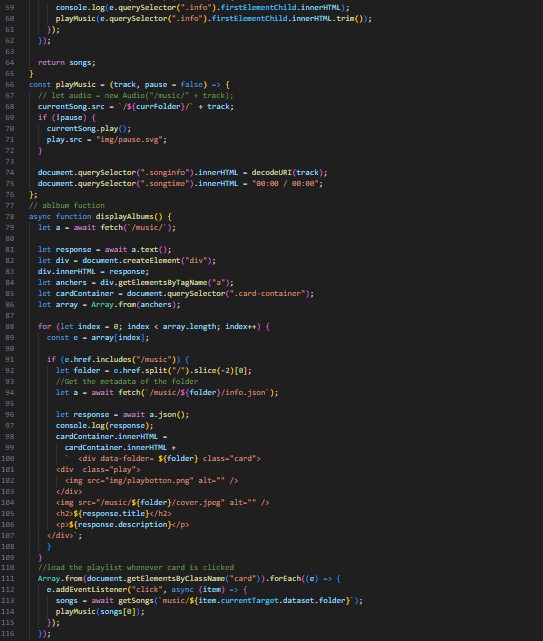 59 console.log(e.querySelector(".info").firstElementChild.innerHTML);
60 playMusic(e.querySelector(".info").firstElementChild.innerHTML.trim());
61 });
62 });
63
64 return songs;
65 }
66 const playMusic = (track, pause = false) => {
67 // let audio = new Audio("/music/" + track);
68 currentSong.src = `/${currFolder}/` + track;
69 if (!pause) {
70 currentSong.play();
71 play.src = "img/pause.svg";
72 }
73
74 document.querySelector(".songinfo").innerHTML = decodeURI(track);
75 document.querySelector(".songtime").innerHTML = "00:00 / 00:00";
76 };
77 // ablbum fuction
78 async function displayAlbums() {
79 let a = await fetch(`/music/`);
80
81 let response = await a.text();
82 let div = document.createElement("div");
83 div.innerHTML = response;
84 let anchers = div.getElementsByTagName("a");
85 let cardContainer = document.querySelector(".card-container");
86 let array = Array.from(anchers);
87
88 for (let index = 0; index < array.length; index++) {
89 const e = array[index];
90
91 if (e.href.includes("/music")) {
92 let folder = e.href.split("/").slice(-2)[0];
93 //Get the metadata of the folder
94 let a = await fetch(`/music/${folder}/info.json`);
95
96 let response = await a.json();
97 console.log(response);
98 cardContainer.innerHTML =
99 cardContainer.innerHTML +
100 ` <div data-folder= ${folder} class="card">
101 <div class="play">
102 <img src="img/playbotton.png" alt="" />
103 </div>
104 <img src="/music/${folder}/cover.jpeg" alt="" />
105 <h2>${response.title}</h2>
106 <p>${response.description}</p>
107 </div>`;
108 }
109 }
110 //load the playlist whenever card is clicked
111 Array.from(document.getElementsByClassName("card")).forEach((e) => {
112 e.addEventListener("click", async (item) => {
113 songs = await getSongs(`music/${item.currentTarget.dataset.folder}`);
114 playMusic(songs[0]);
115 });
116 });